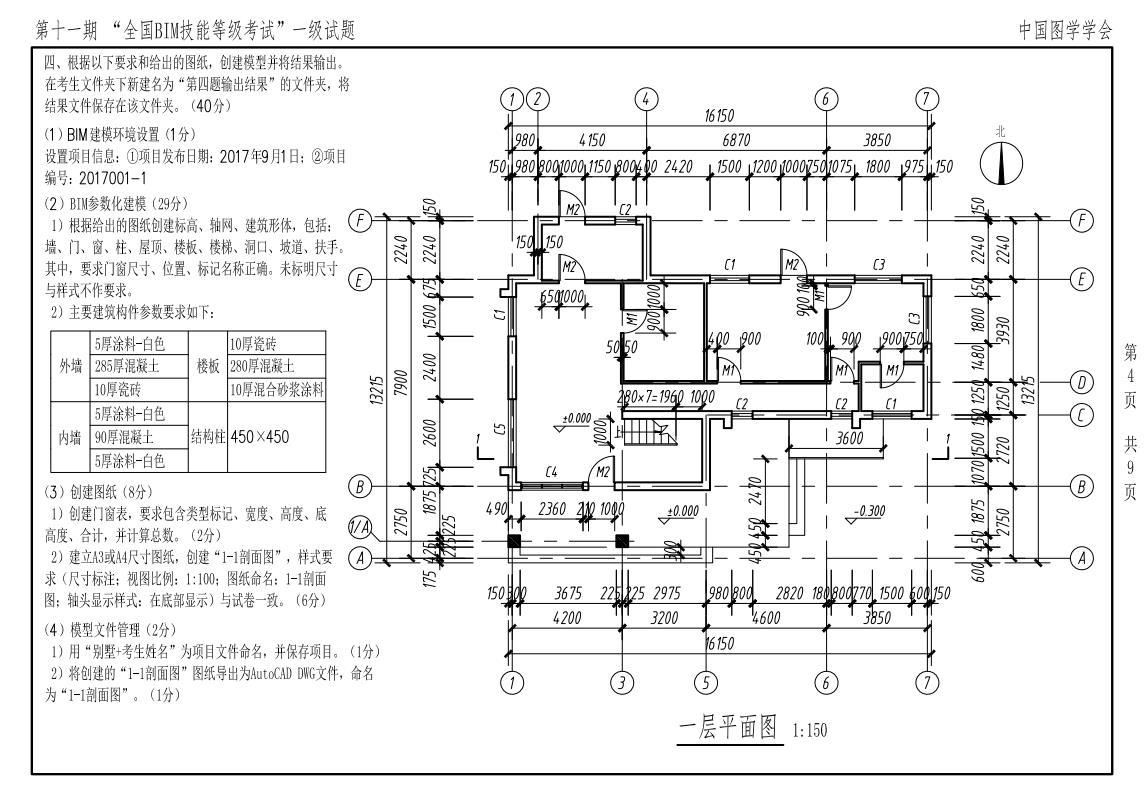 第十一期 “全国BIM技能等级考试”一级试题
中国图学学会
四、根据以下要求和给出的图纸，创建模型并将结果输出。
在考生文件夹下新建名为“第四题输出结果”的文件夹，将
结果文件保存在该文件夹。（40分）
（1）BIM建模环境设置（1分）
设置项目信息：①项目发布日期：2017年9月1日；②项目
编号：2017001-1
（2）BIM参数化建模（29分）
1）根据给出的图纸创建标高、轴网、建筑形体，包括：
墙、门、窗、柱、屋顶、楼板、楼梯、洞口、坡道、扶手。
其中，要求门窗尺寸、位置、标记名称正确。未标明尺寸
与样式不作要求。
2）主要建筑构件参数要求如下：
外墙
5厚涂料-白色
285厚混凝土
10厚瓷砖
楼板
10厚瓷砖
280厚混凝土
10厚混合砂浆涂料
内墙
5厚涂料-白色
90厚混凝土
5厚涂料-白色
结构柱
450×450
（3）创建图纸（8分）
1）创建门窗表，要求包含类型标记、宽度、高度、底
高度、合计，并计算总数。（2分）
2）建立A3或A4尺寸图纸，创建“1-1剖面图”，样式要
求（尺寸标注；视图比例：1:100；图纸命名：1-1剖面
图；轴头显示样式：在底部显示）与试卷一致。（6分）
（4）模型文件管理（2分）
1）用“别墅+考生姓名”为项目文件命名，并保存项目。（1分）
2）将创建的“1-1剖面图”图纸导出为AutoCAD DWG文件，命名
为“1-1剖面图”。（1分）
1 2 4 6 7
16150
980 4150 6870 3850
150 980 800 1000 1150 800 400 2420 1500 1200 1000 750 1075 1800 975 150
北
F E B 1/A A
F E D C B A
150
2240
675
1500
2400
2600
725
1875
225
225
425
175
2240
7900
2750
13215
150
2240
650
1800
1480
1250
150
1500
1070
1875
450
600
2240
3930
1250
2720
2750
13215
M2 C2
150 150
M2
650 1000
C1 M2 C3
C1
M1
1000
900
50 50
900 100
M1
C3
400 900
100 900
900 750
M1 M1 M1
280×7=1960 1000
C2 C2 C1
±0.000
1000
C5
C4 M2
3600
1 1
490 2360 210 1000
±0.000
-0.300
2470
450
450
300
150 300 3675 225 225 2975 980 800 2820 180 800 770 1500 600 150
4200 3200 4600 3850
16150
1 3 5 6 7
一层平面图 1:150
第
4
页
共
9
页